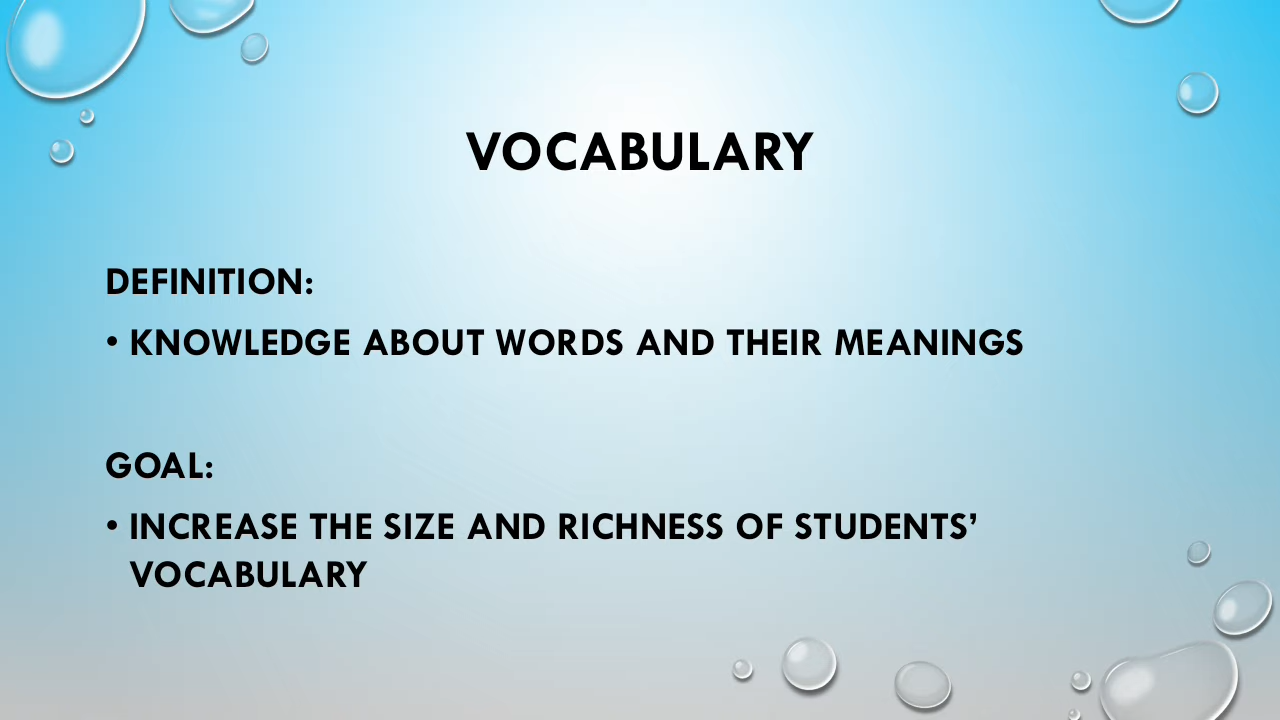 VOCABULARY
DEFINITION:
• KNOWLEDGE ABOUT WORDS AND THEIR MEANINGS
GOAL:
• INCREASE THE SIZE AND RICHNESS OF STUDENTS’
VOCABULARY